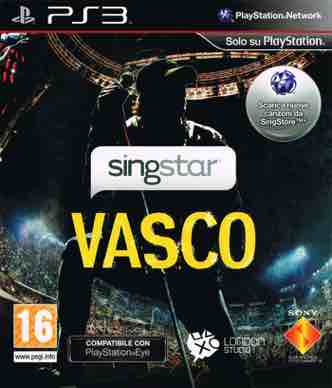 PS3
PlayStation®Network
Solo su PlayStation®
Scarica nuove
canzoni da
SingStore™*
singstar®
VASCO
16
www.pegi.info
COMPATIBILE CON
PlayStation®Eye
LONDON
STUDIO
SONY